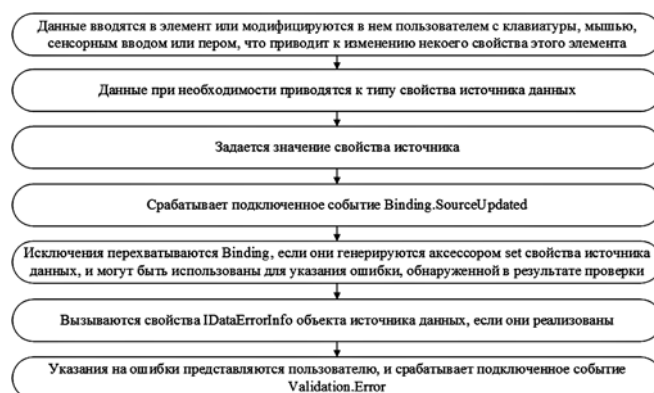 Данные вводятся в элемент или модифицируются в нем пользователем с клавиатуры, мышью,
сенсорным вводом или пером, что приводит к изменению некоего свойства этого элемента
Данные при необходимости приводятся к типу свойства источника данных
Задается значение свойства источника
Срабатывает подключенное событие Binding.SourceUpdated
Исключения перехватываются Binding, если они генерируются аксессором set свойства источника
данных, и могут быть использованы для указания ошибки, обнаруженной в результате проверки
Вызываются свойства IDataErrorInfo объекта источника данных, если они реализованы
Указания на ошибки представляются пользователю, и срабатывает подключенное событие
Validation.Error